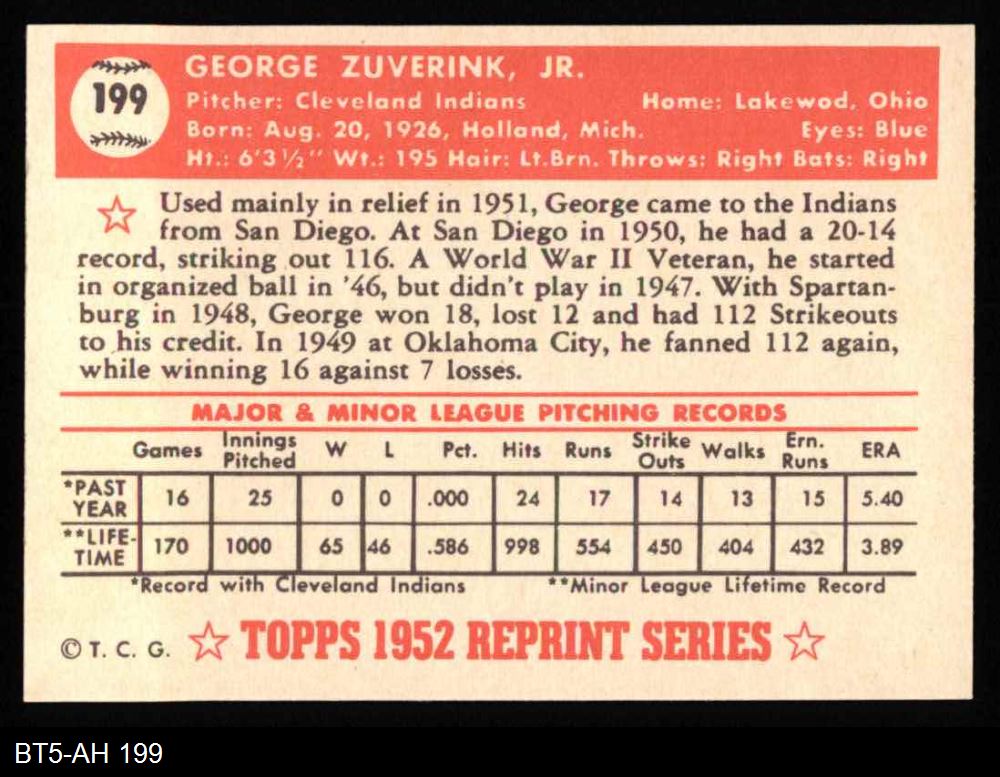 199
GEORGE ZUVERINK, JR.
Pitcher: Cleveland Indians Home: Lakewod, Ohio
Born: Aug. 20, 1926, Holland, Mich. Eyes: Blue
Ht.: 6'3½" Wt.: 195 Hair: Lt.Brn. Throws: Right Bats: Right
Used mainly in relief in 1951, George came to the Indians
from San Diego. At San Diego in 1950, he had a 20-14
record, striking out 116. A World War II Veteran, he started
in organized ball in '46, but didn't play in 1947. With Spartan-
burg in 1948, George won 18, lost 12 and had 112 Strikeouts
to his credit. In 1949 at Oklahoma City, he fanned 112 again,
while winning 16 against 7 losses.
MAJOR & MINOR LEAGUE PITCHING RECORDS
Games Innings Pitched W L Pct. Hits Runs Strike Outs Walks Ern. Runs ERA
*PAST YEAR 16 25 0 0 .000 24 17 14 13 15 5.40
**LIFE-TIME 170 1000 65 46 .586 998 554 450 404 432 3.89
*Record with Cleveland Indians **Minor League Lifetime Record
© T. C. G. ☆ TOPPS 1952 REPRINT SERIES ☆
BT5-AH 199